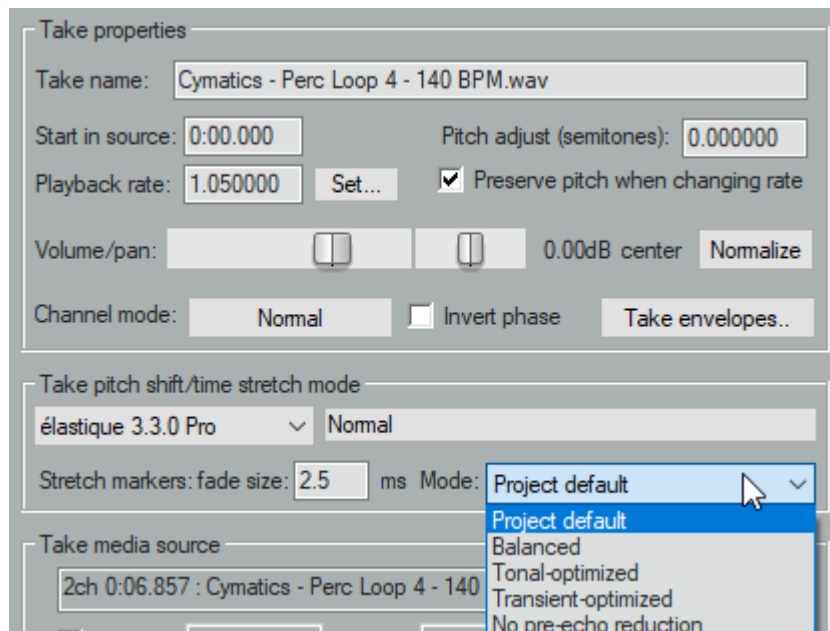 Take properties
Take name: Cymatics - Perc Loop 4 - 140 BPM.wav
Start in source: 0:00.000 Pitch adjust (semitones): 0.000000
Playback rate: 1.050000 Set... Preserve pitch when changing rate
Volume/pan: 0.00dB center Normalize
Channel mode: Normal Invert phase Take envelopes..
Take pitch shift/time stretch mode
élastique 3.3.0 Pro Normal
Stretch markers: fade size: 2.5 ms Mode: Project default
Project default
Take media source
Balanced
2ch 0:06.857 : Cymatics - Perc Loop 4 - 140
Tonal-optimized
Transient-optimized
No pre-echo reduction